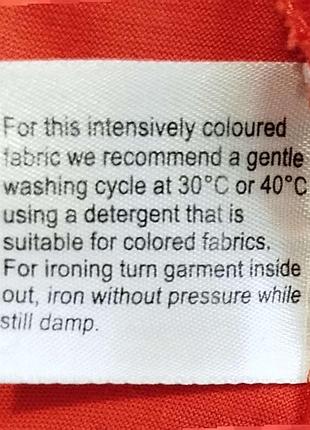 For this intensively coloured
fabric we recommend a gentle
washing cycle at 30°C or 40°C
using a detergent that is
suitable for colored fabrics.
For ironing turn garment inside
out, iron without pressure while
still damp.